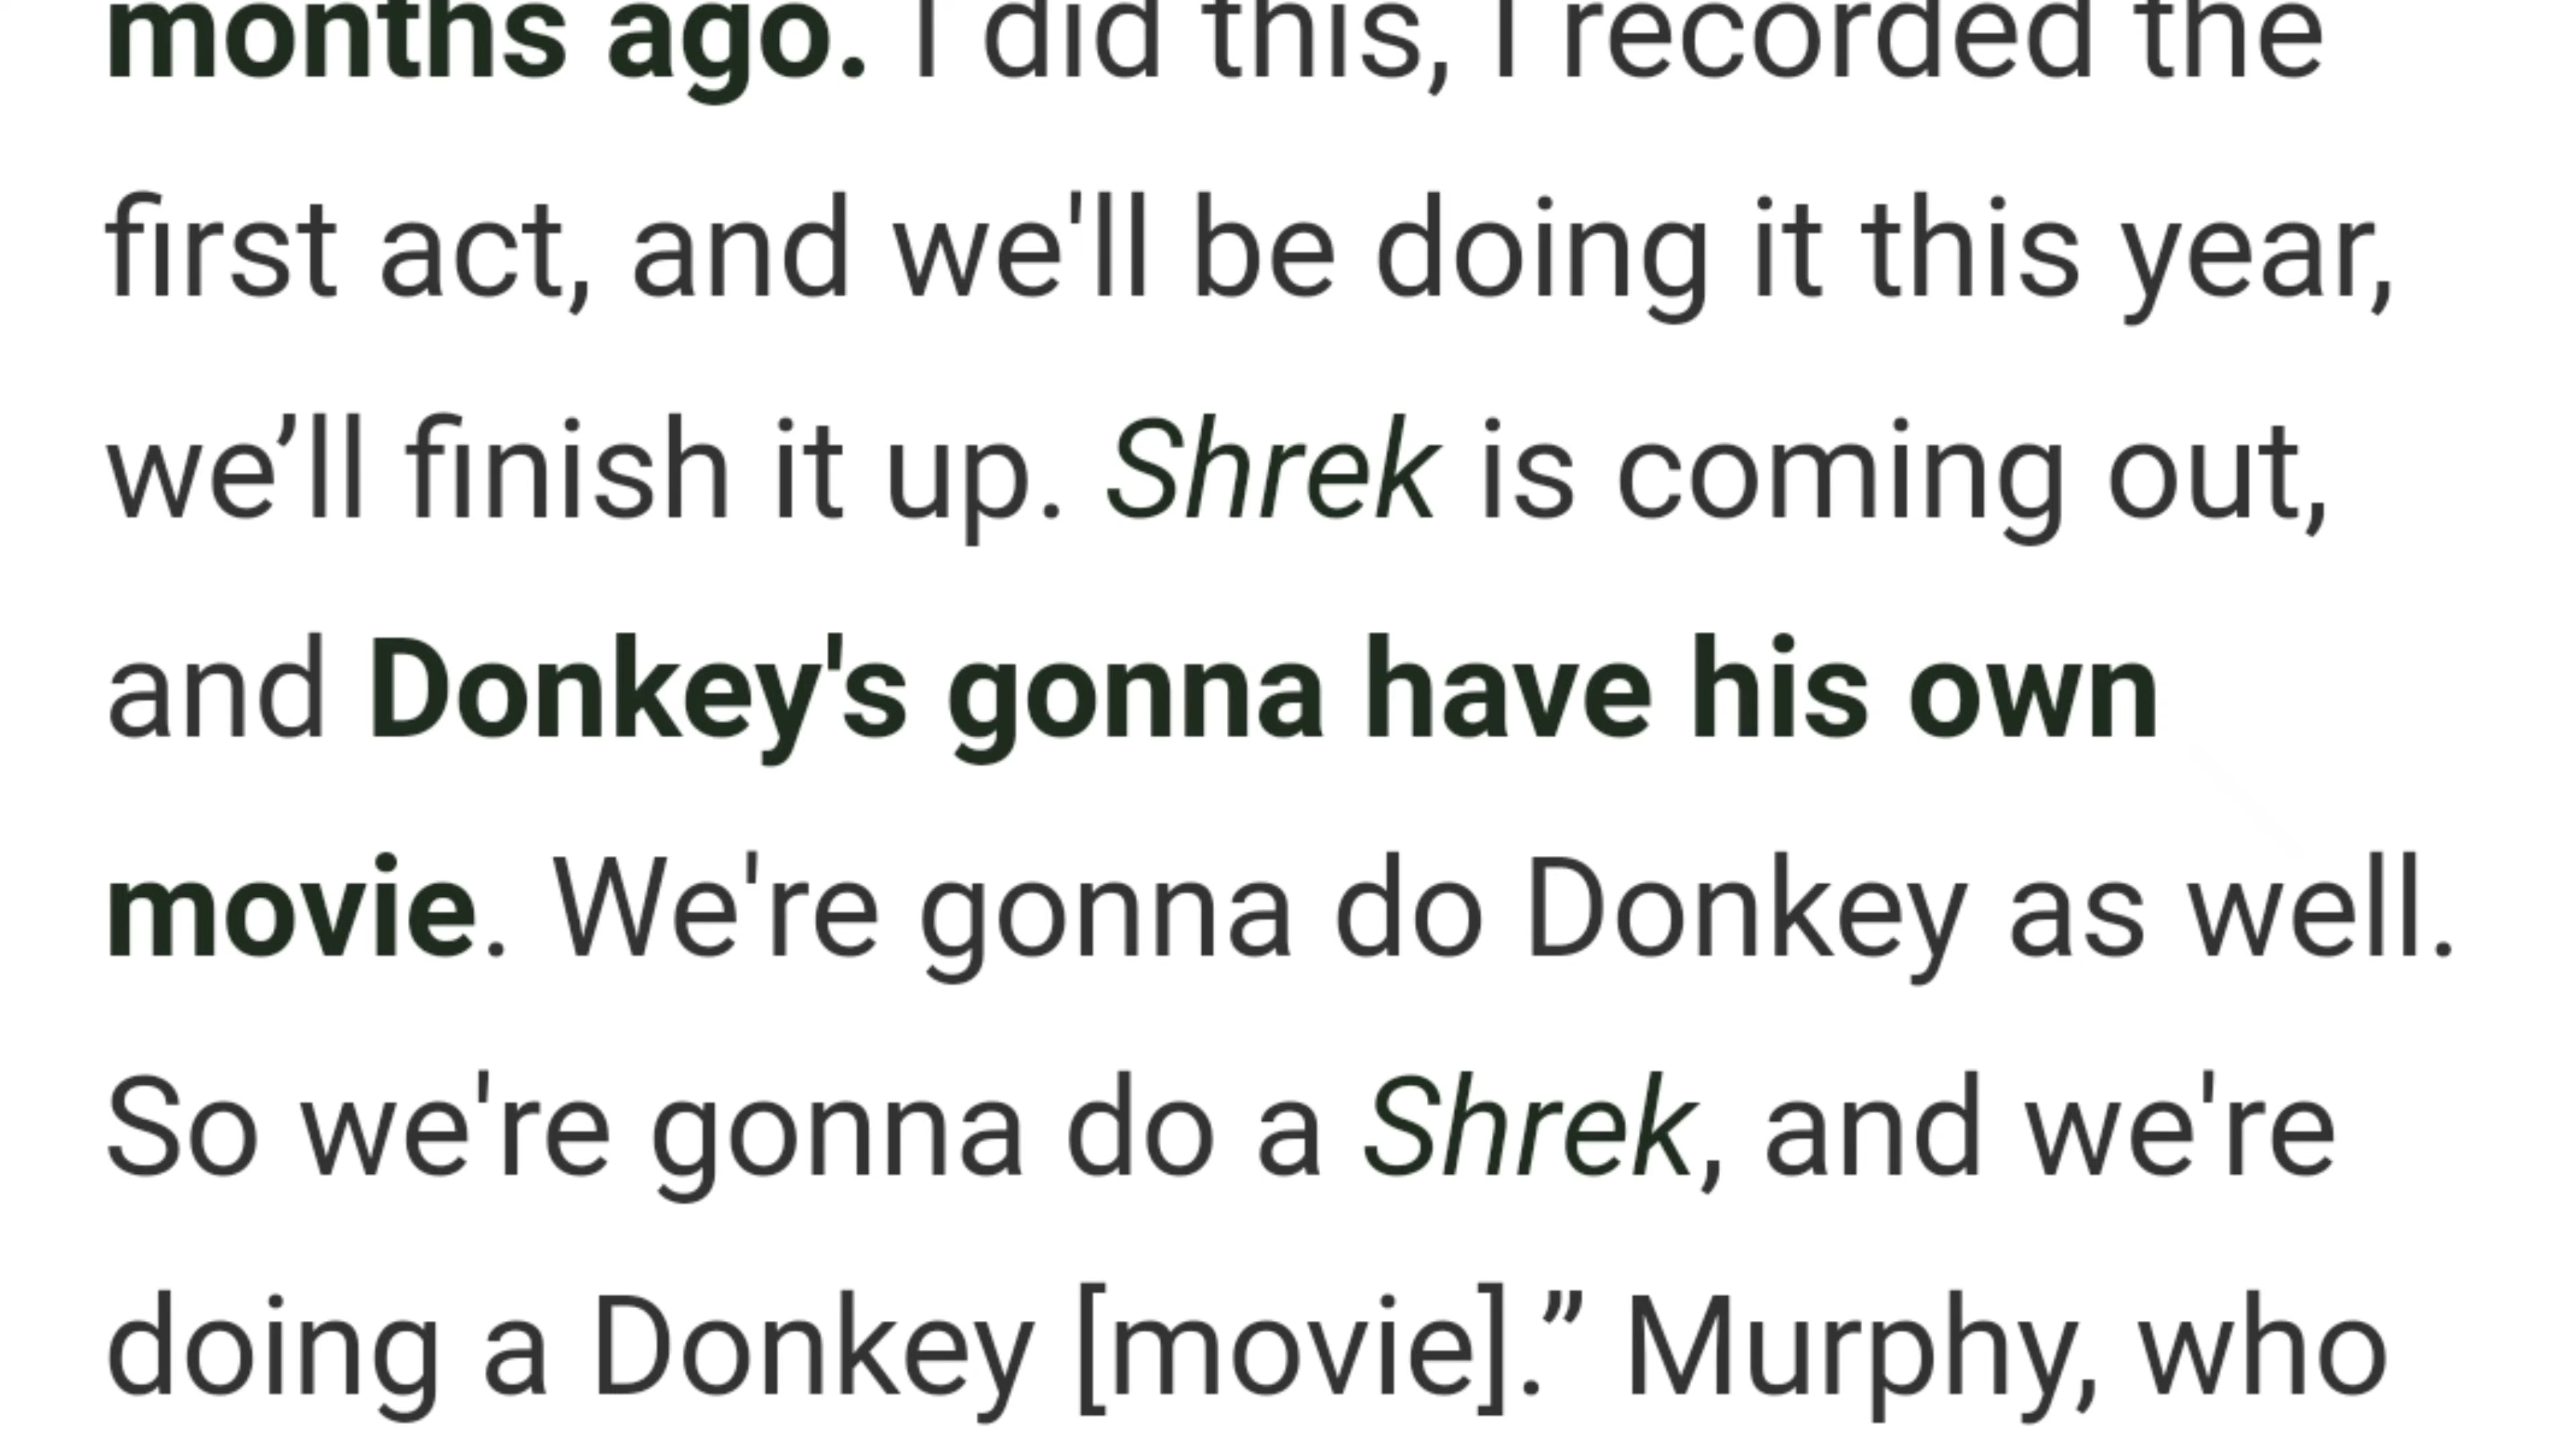 months ago. I did this, I recorded the
first act, and we'll be doing it this year,
we’ll finish it up. Shrek is coming out,
and Donkey's gonna have his own
movie. We're gonna do Donkey as well.
So we're gonna do a Shrek, and we're
doing a Donkey [movie].” Murphy, who